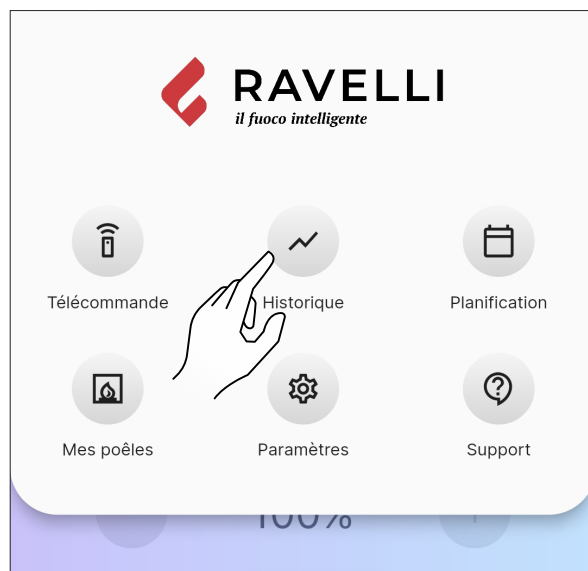 RAVELLI
il fuoco intelligente
Télécommande
Historique
Planification
Mes poêles
Paramètres
Support
100%